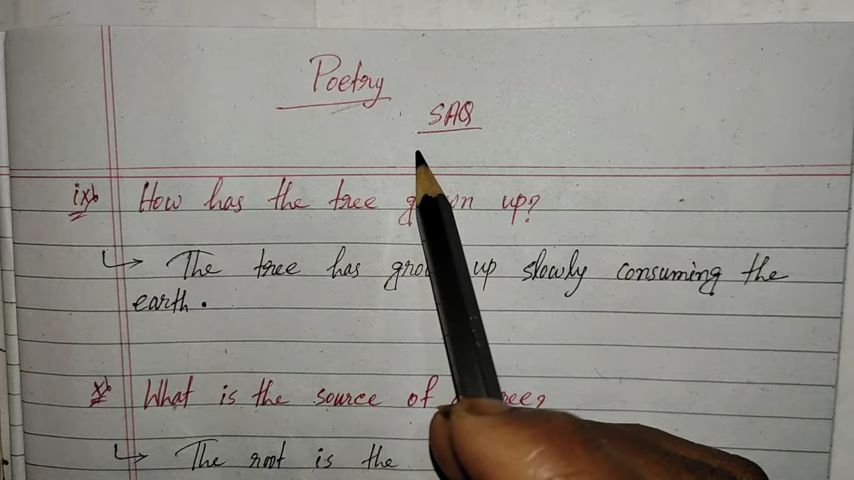 Poetry
SAQ
ix) How has the tree up?
↳ The tree has up slowly consuming the
earth.
x) What is the source of
↳ The root is the